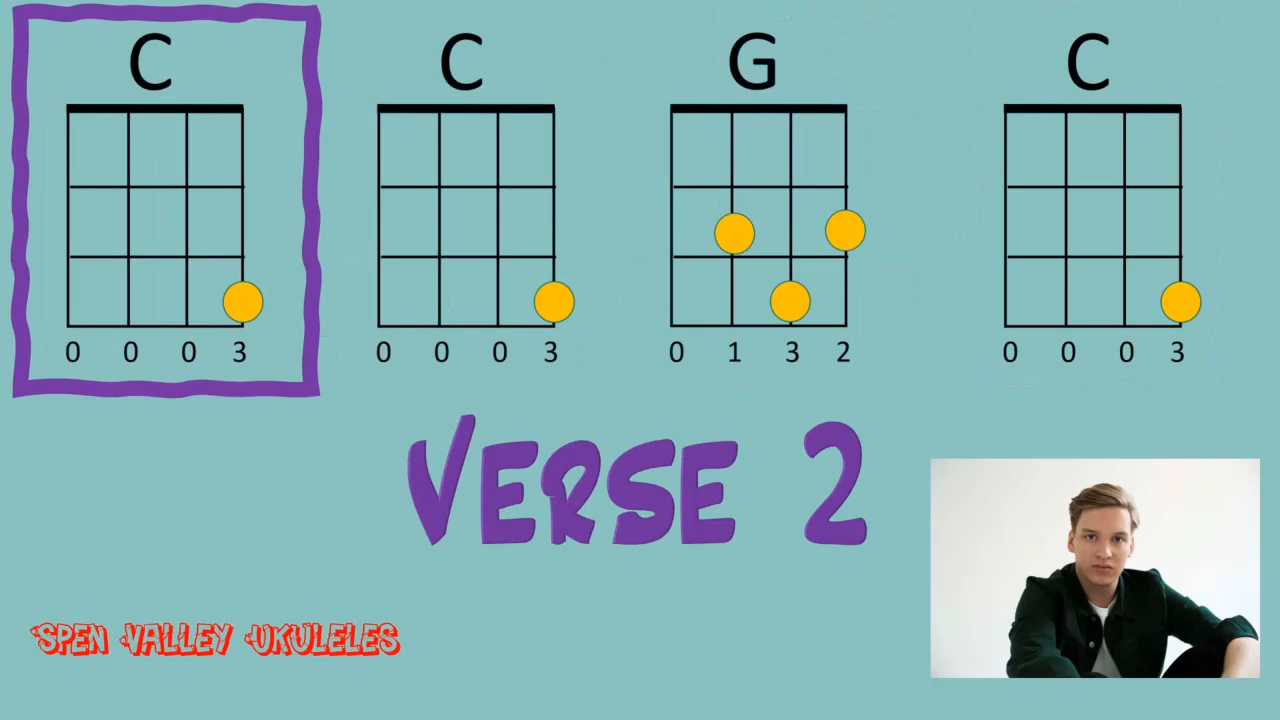 C C G C
0 0 0 3 0 0 0 3 0 1 3 2 0 0 0 3
VERSE 2
SPEN VALLEY UKULELES